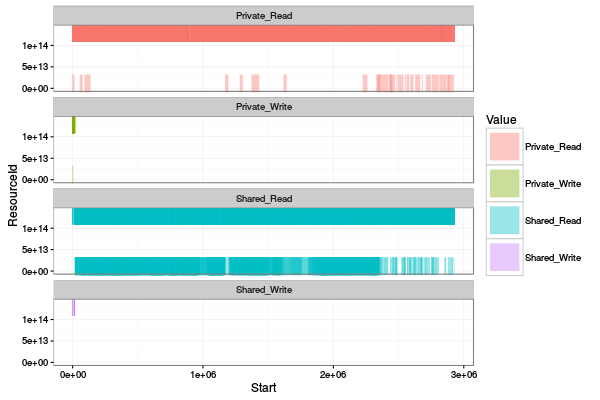 Private_Read
1e+14
5e+13
0e+00
Private_Write
1e+14
5e+13
0e+00
Shared_Read
1e+14
5e+13
0e+00
Shared_Write
1e+14
5e+13
0e+00
0e+00 1e+06 2e+06 3e+06
Start
ResourceId
Value
Private_Read
Private_Write
Shared_Read
Shared_Write